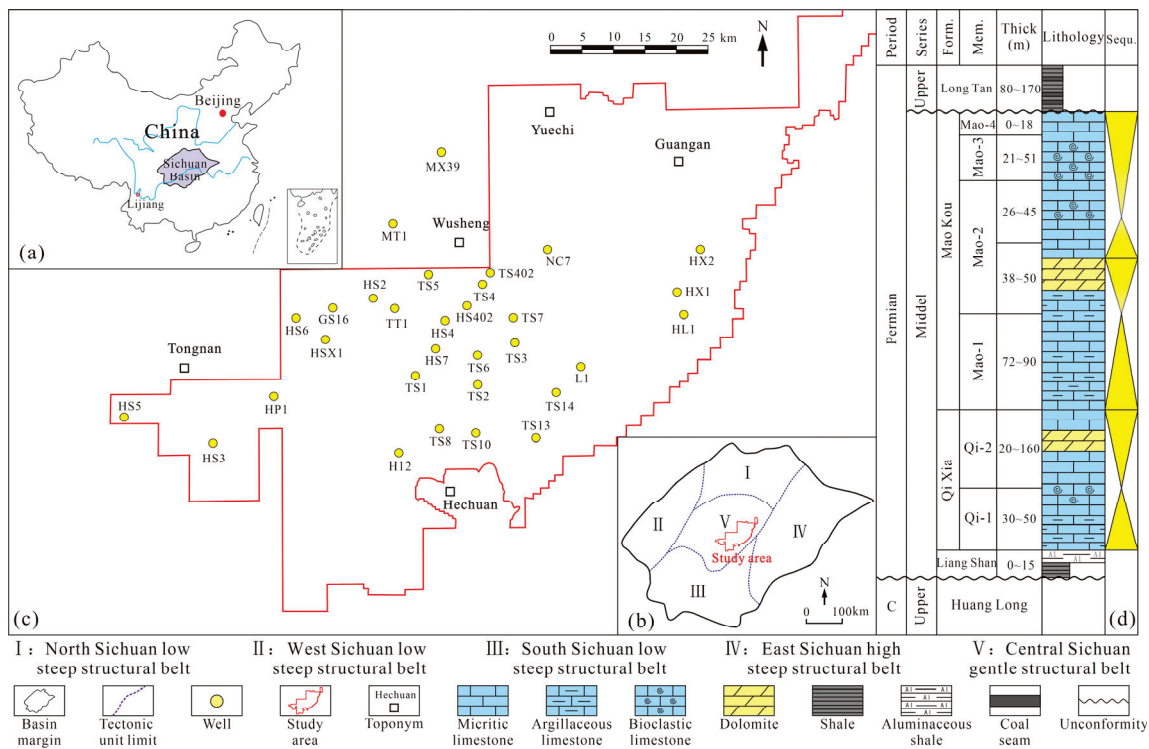 Beijing
China
Sichuan
Basin
Lijiang
(a)
0 5 10 15 20 25 km
N
Yuechi
Guangan
MX39
Wusheng
MT1
NC7
HX2
TS402
TS5
TS4
HS2
HX1
GS16
TT1
HS402
HS6
HS4
TS7
HL1
HSX1
HS7
TS3
Tongnan
TS6
L1
TS1
TS2
TS14
HP1
HS5
TS8
TS10
TS13
HS3
H12
Hechuan
(c)
I
II
V
IV
Study area
III
N
0 100km
(b)
Period
Series
Form.
Mem.
Thick
(m)
Lithology
Sequ.
Upper
Long Tan
80~170
Permian
Middel
Mao Kou
Mao-4
0~18
Mao-3
21~51
Mao-2
26~45
38~50
Mao-1
72~90
Qi Xia
Qi-2
20~160
Qi-1
30~50
Liang Shan
0~15
Al Al
Al
C
Upper
Huang Long
(d)
Ⅰ: North Sichuan low
steep structural belt
Ⅱ: West Sichuan low
steep structural belt
Ⅲ: South Sichuan low
steep structural belt
Ⅳ: East Sichuan high
steep structural belt
Ⅴ: Central Sichuan
gentle structural belt
Basin
margin
Tectonic
unit limit
Well
Study
area
Hechuan
Toponym
Micritic
limestone
Argillaceous
limestone
Bioclastic
limestone
Dolomite
Shale
Al Al
Al
Al Al
Aluminaceous
shale
Coal
seam
Unconformity